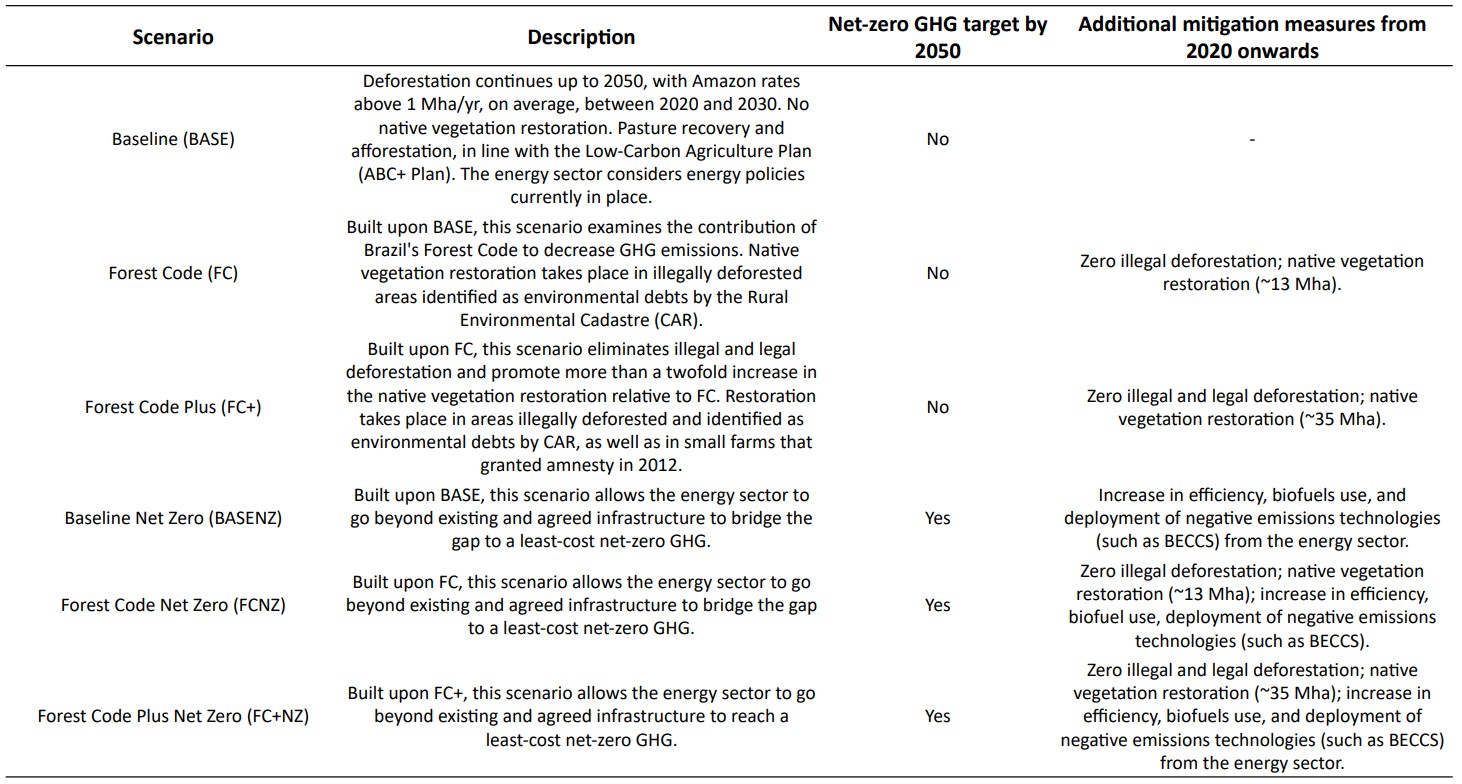 Scenario
Description
Net-zero GHG target by
2050
Additional mitigation measures from
2020 onwards
Baseline (BASE)
Deforestation continues up to 2050, with Amazon rates
above 1 Mha/yr, on average, between 2020 and 2030. No
native vegetation restoration. Pasture recovery and
afforestation, in line with the Low-Carbon Agriculture Plan
(ABC+ Plan). The energy sector considers energy policies
currently in place.
No
-
Forest Code (FC)
Built upon BASE, this scenario examines the contribution of
Brazil's Forest Code to decrease GHG emissions. Native
vegetation restoration takes place in illegally deforested
areas identified as environmental debts by the Rural
Environmental Cadastre (CAR).
No
Zero illegal deforestation; native vegetation
restoration (~13 Mha).
Forest Code Plus (FC+)
Built upon FC, this scenario eliminates illegal and legal
deforestation and promote more than a twofold increase in
the native vegetation restoration relative to FC. Restoration
takes place in areas illegally deforested and identified as
environmental debts by CAR, as well as in small farms that
granted amnesty in 2012.
No
Zero illegal and legal deforestation; native
vegetation restoration (~35 Mha).
Baseline Net Zero (BASENZ)
Built upon BASE, this scenario allows the energy sector to
go beyond existing and agreed infrastructure to bridge the
gap to a least-cost net-zero GHG.
Yes
Increase in efficiency, biofuels use, and
deployment of negative emissions technologies
(such as BECCS) from the energy sector.
Forest Code Net Zero (FCNZ)
Built upon FC, this scenario allows the energy sector to go
beyond existing and agreed infrastructure to bridge the gap
to a least-cost net-zero GHG.
Yes
Zero illegal deforestation; native vegetation
restoration (~13 Mha); increase in efficiency,
biofuel use, deployment of negative emissions
technologies (such as BECCS).
Forest Code Plus Net Zero (FC+NZ)
Built upon FC+, this scenario allows the energy sector to go
beyond existing and agreed infrastructure to reach a
least-cost net-zero GHG.
Yes
Zero illegal and legal deforestation; native
vegetation restoration (~35 Mha); increase in
efficiency, biofuels use, and deployment of
negative emissions technologies (such as BECCS)
from the energy sector.